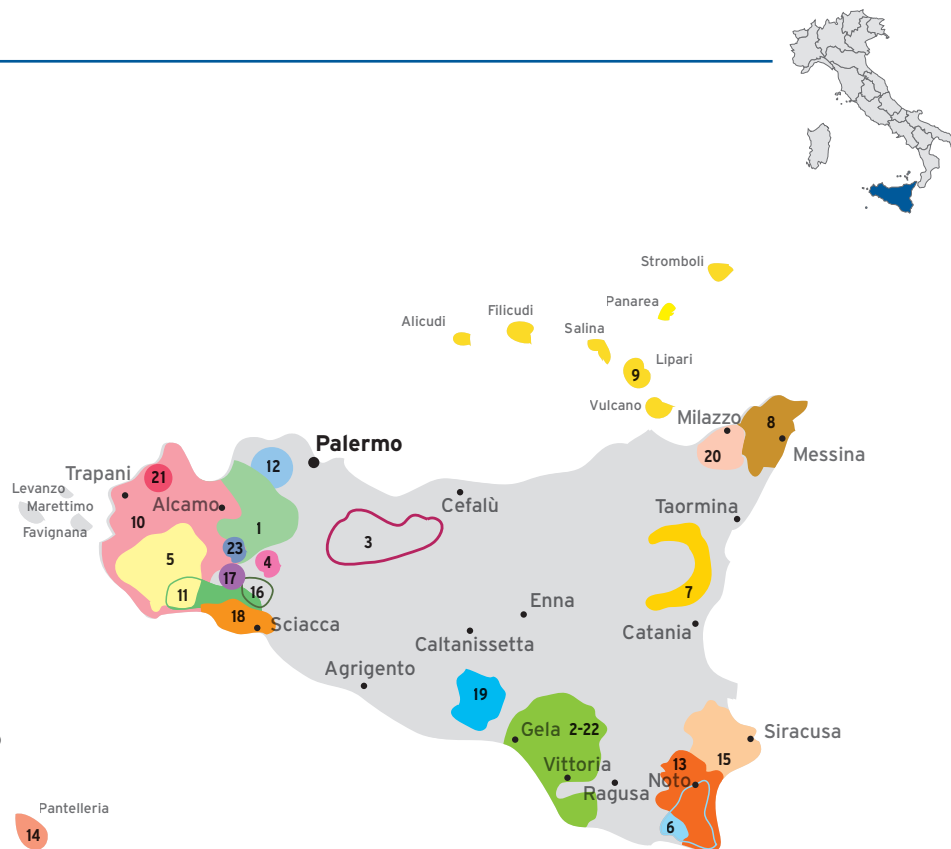 Stromboli
Panarea
Filicudi
Alicudi
Salina
Lipari
9
Vulcano
Milazzo
8
20
Messina
Palermo
12
Trapani
21
Levanzo
Marettimo
Favignana
Alcamo
10
1
Cefalù
Taormina
3
23
5
4
17
16
11
7
18
Sciacca
Enna
Catania
Caltanissetta
Agrigento
19
Gela 2-22
Siracusa
15
Vittoria
13
Noto
Ragusa
6
Pantelleria
14